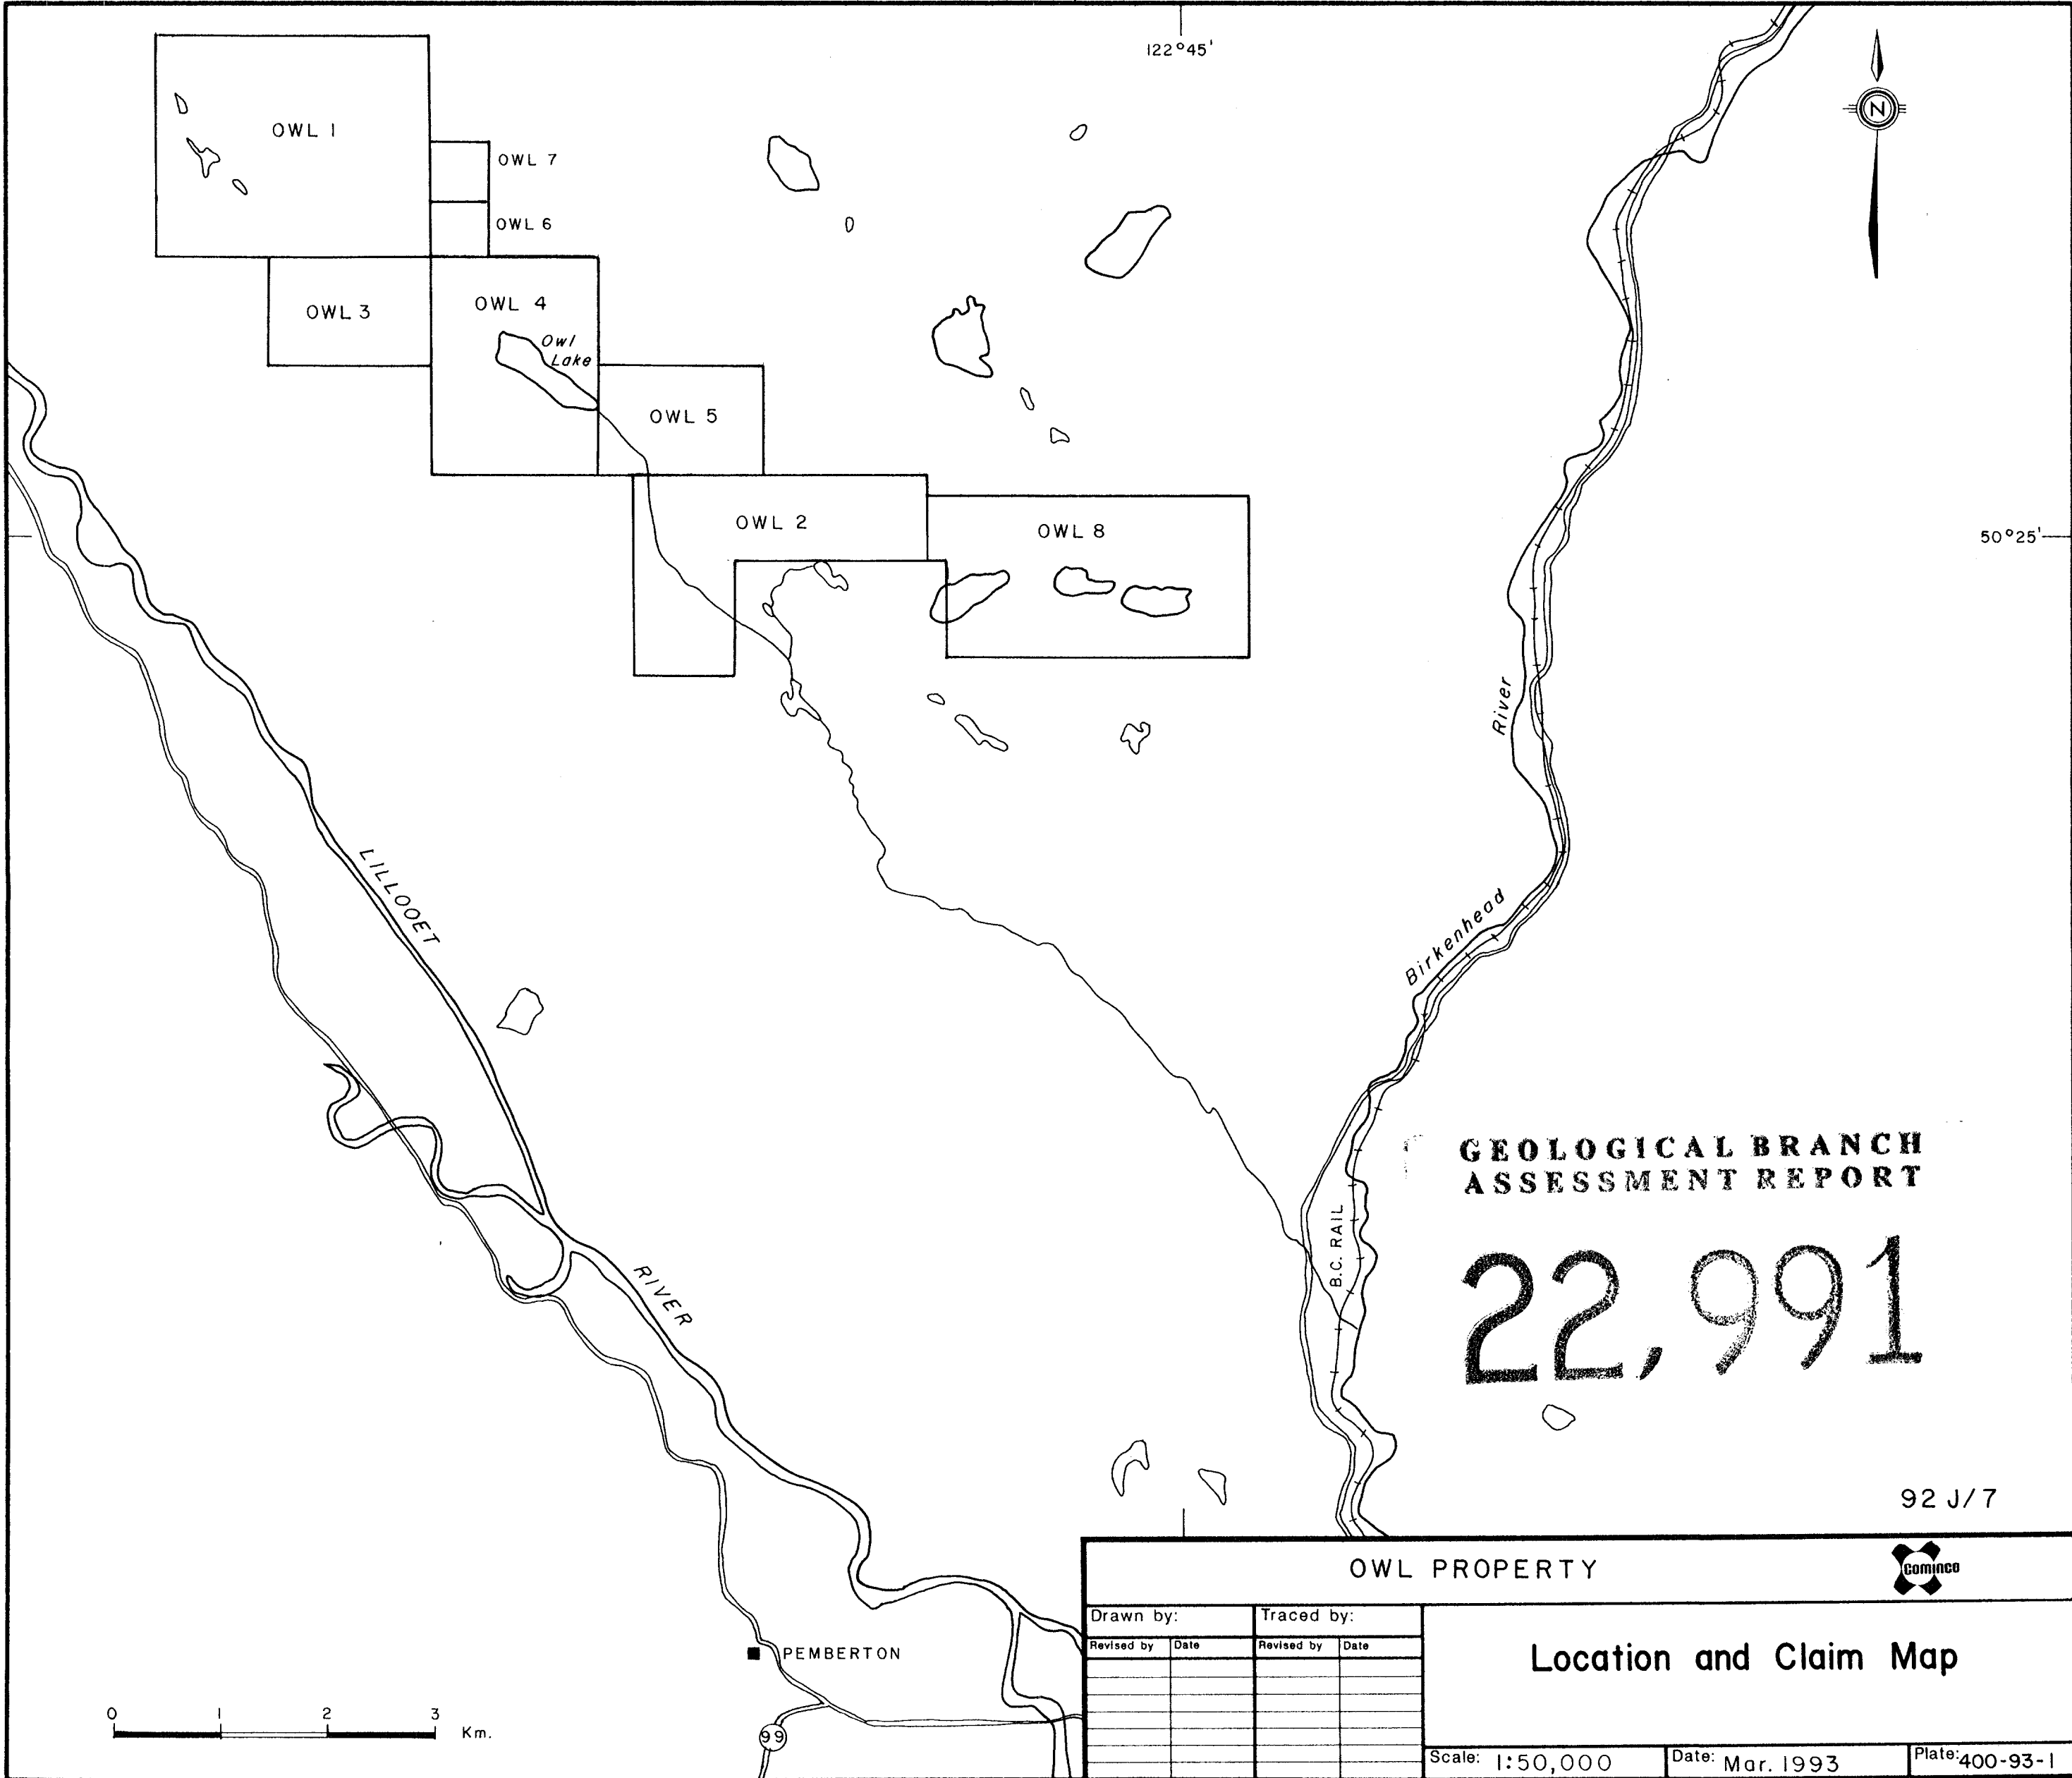 122°45'
N
OWL 1
OWL 7
OWL 6
OWL 3
OWL 4
Owl
Lake
OWL 5
OWL 2
OWL 8
50°25'
River
Birkenhead
LILLOOET
RIVER
B.C. RAIL
GEOLOGICAL BRANCH
ASSESSMENT REPORT
22,991
92 J/7
PEMBERTON
99
0 1 2 3 Km.
OWL PROPERTY
Cominco
Drawn by: Traced by:
Revised by Date Revised by Date
Location and Claim Map
Scale: 1:50,000 Date: Mar. 1993 Plate: 400-93-1